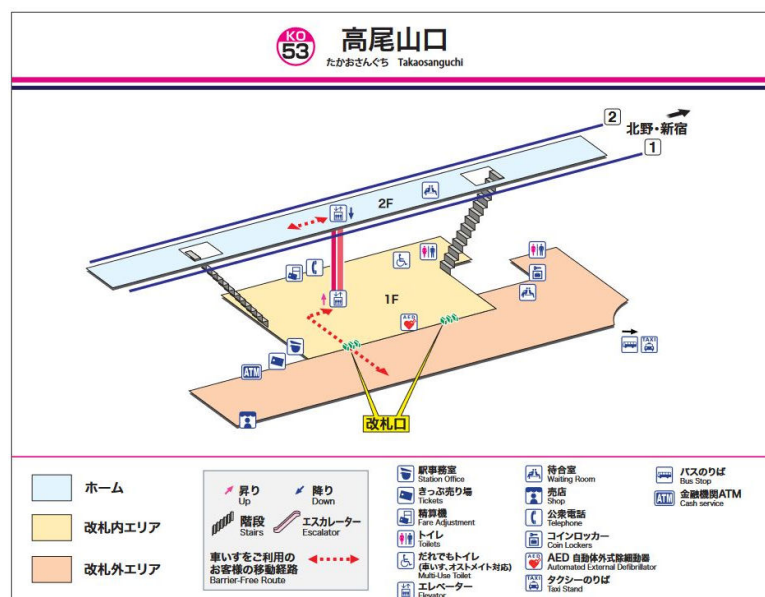 KO
53
高尾山口
たかおさんぐち Takaosanguchi
2
北野・新宿
1
2F
1F
AED
ATM
TAXI
改札口
ホーム
改札内エリア
改札外エリア
昇り
Up
降り
Down
階段
Stairs
エスカレーター
Escalator
車いすをご利用の
お客様の移動経路
Barrier-Free Route
駅事務室
Station Office
きっぷ売り場
Tickets
精算機
Fare Adjustment
トイレ
Toilets
だれでもトイレ
(車いす、オストメイト対応)
Multi-Use Toilet
エレベーター
Elevator
待合室
Waiting Room
売店
Shop
公衆電話
Telephone
コインロッカー
Coin Lockers
AED
AED 自動体外式除細動器
Automated External Defibrillator
TAXI
タクシーのりば
Taxi Stand
バスのりば
Bus Stop
ATM
金融機関ATM
Cash service